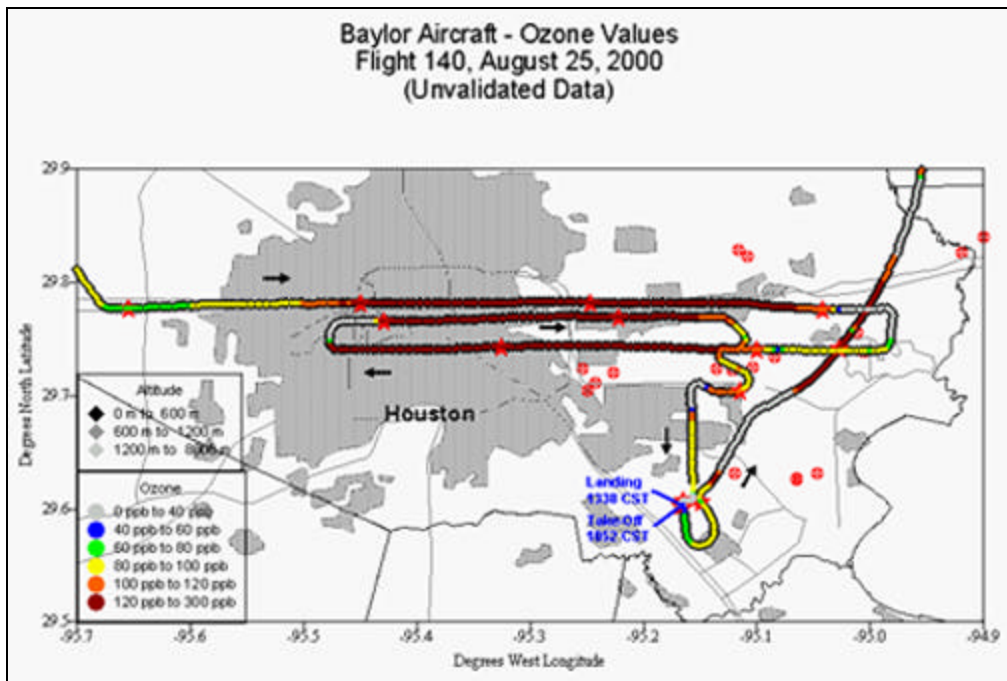 Baylor Aircraft - Ozone Values
Flight 140, August 25, 2000
(Unvalidated Data)
29.9
29.8
29.7
29.6
29.5
Degrees North Latitude
Altitude
0 m to 600 m
600 m to 1200 m
1200 m to
Ozone
0 ppb to 40 ppb
40 ppb to 60 ppb
60 ppb to 80 ppb
80 ppb to 100 ppb
100 ppb to 120 ppb
120 ppb to 300 ppb
Houston
Landing
CST
Take Off
CST
-95.7
-95.6
-95.5
-95.4
-95.3
-95.2
-95.1
-95.0
-94.9
Degrees West Longitude